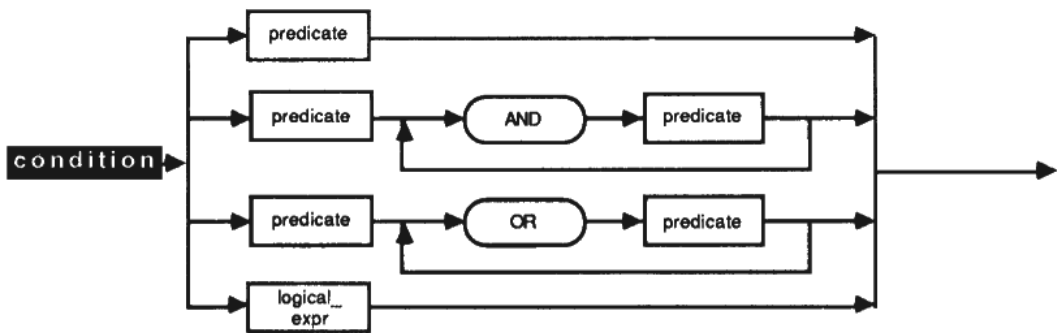 predicate
predicate AND predicate
condition
predicate OR predicate
logical_
expr